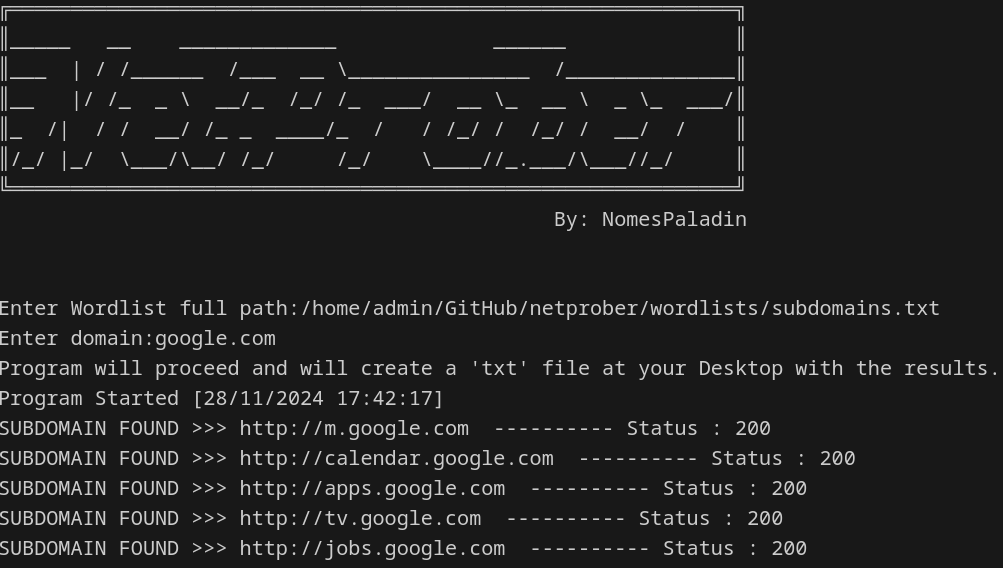 NetProber
By: NomesPaladin
Enter Wordlist full path:/home/admin/GitHub/netprober/wordlists/subdomains.txt
Enter domain:google.com
Program will proceed and will create a 'txt' file at your Desktop with the results.
Program Started [28/11/2024 17:42:17]
SUBDOMAIN FOUND >>> http://m.google.com  ---------- Status : 200
SUBDOMAIN FOUND >>> http://calendar.google.com  ---------- Status : 200
SUBDOMAIN FOUND >>> http://apps.google.com  ---------- Status : 200
SUBDOMAIN FOUND >>> http://tv.google.com  ---------- Status : 200
SUBDOMAIN FOUND >>> http://jobs.google.com  ---------- Status : 200